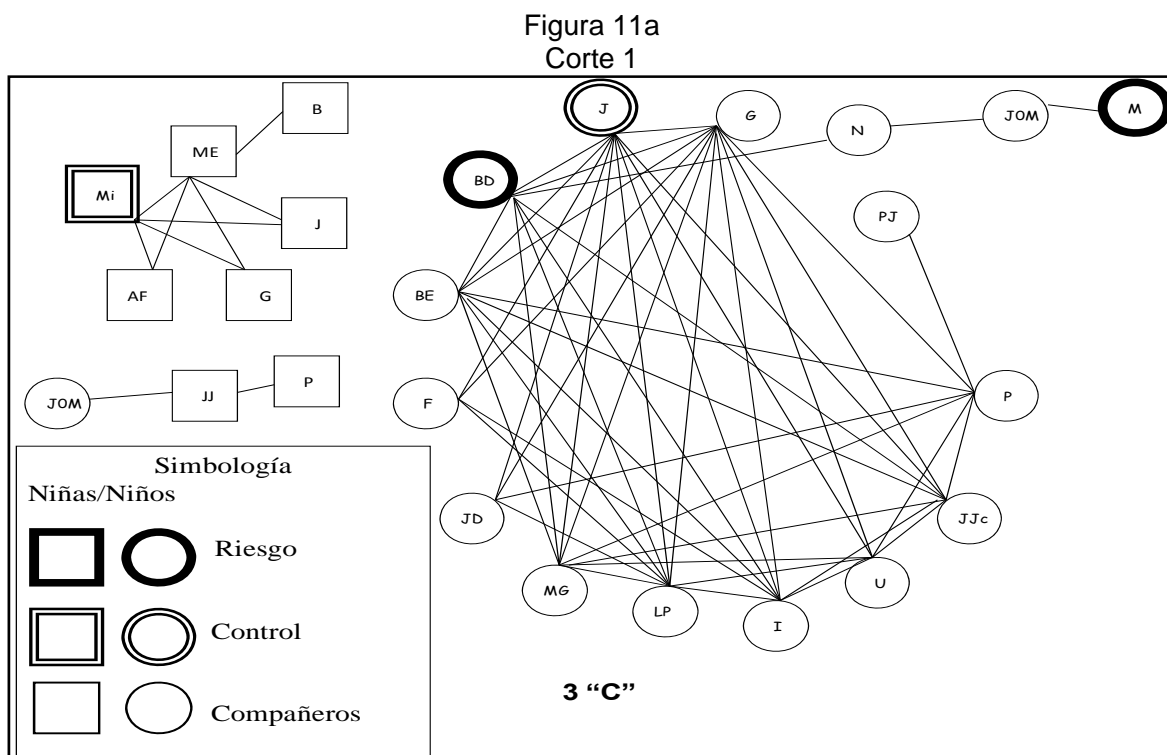 Figura 11a
Corte 1
B
ME
Mi
J
AF
G
JOM
JJ
P
J
G
N
JOM
M
BD
PJ
BE
F
P
JD
JJc
MG
LP
I
U
3 “C”
Simbología
Niñas/Niños
Riesgo
Control
Compañeros